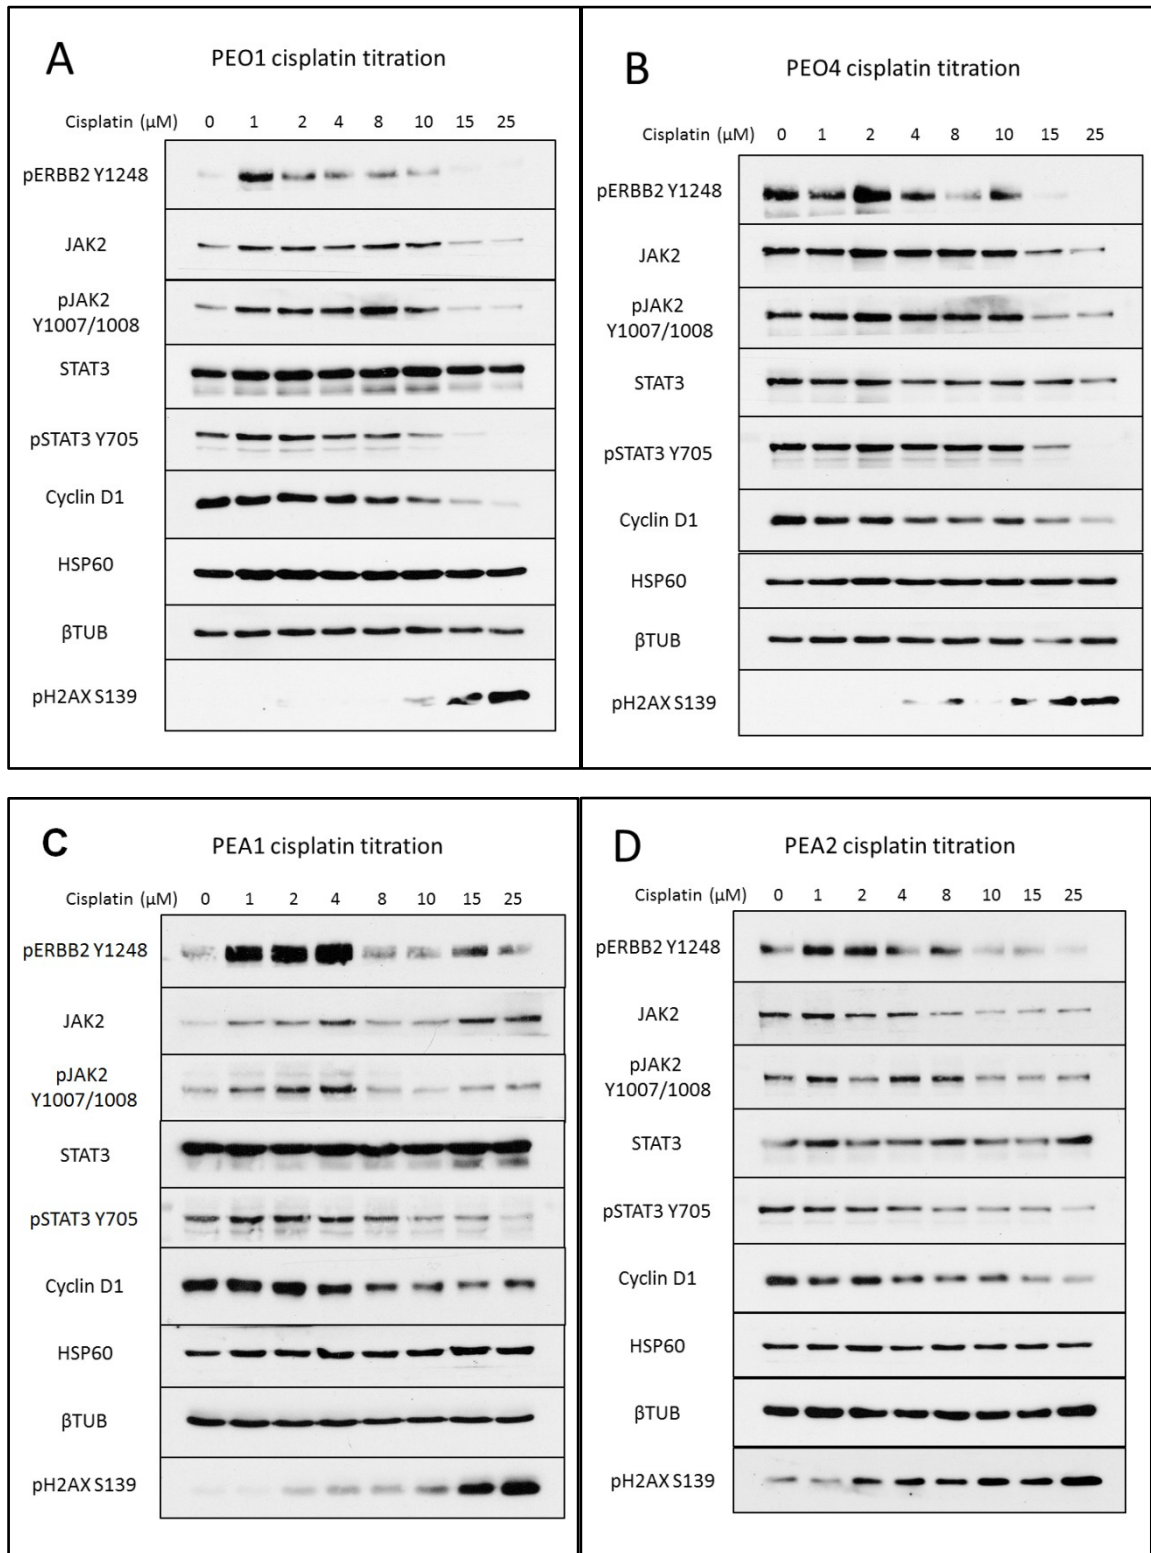 A
PEO1 cisplatin titration
Cisplatin (µM) 0 1 2 4 8 10 15 25
pERBB2 Y1248
JAK2
pJAK2
Y1007/1008
STAT3
pSTAT3 Y705
Cyclin D1
HSP60
βTUB
pH2AX S139
B
PEO4 cisplatin titration
Cisplatin (µM) 0 1 2 4 8 10 15 25
pERBB2 Y1248
JAK2
pJAK2
Y1007/1008
STAT3
pSTAT3 Y705
Cyclin D1
HSP60
βTUB
pH2AX S139
C
PEA1 cisplatin titration
Cisplatin (µM) 0 1 2 4 8 10 15 25
pERBB2 Y1248
JAK2
pJAK2
Y1007/1008
STAT3
pSTAT3 Y705
Cyclin D1
HSP60
βTUB
pH2AX S139
D
PEA2 cisplatin titration
Cisplatin (µM) 0 1 2 4 8 10 15 25
pERBB2 Y1248
JAK2
pJAK2
Y1007/1008
STAT3
pSTAT3 Y705
Cyclin D1
HSP60
βTUB
pH2AX S139